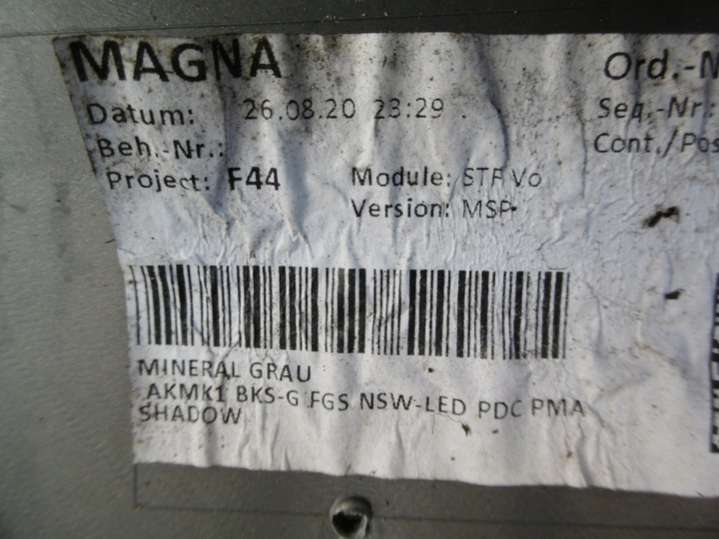 MAGNA
Ord.-N
Datum: 26.08.20 23:29
Seq.-Nr.:
Beh.-Nr.:
Cont./Pos
Project: F44 Module: STF Vo
Version: MSP
MINERAL GRAU
AKMK1 BKS-G FGS NSW-LED PDC PMA
SHADOW